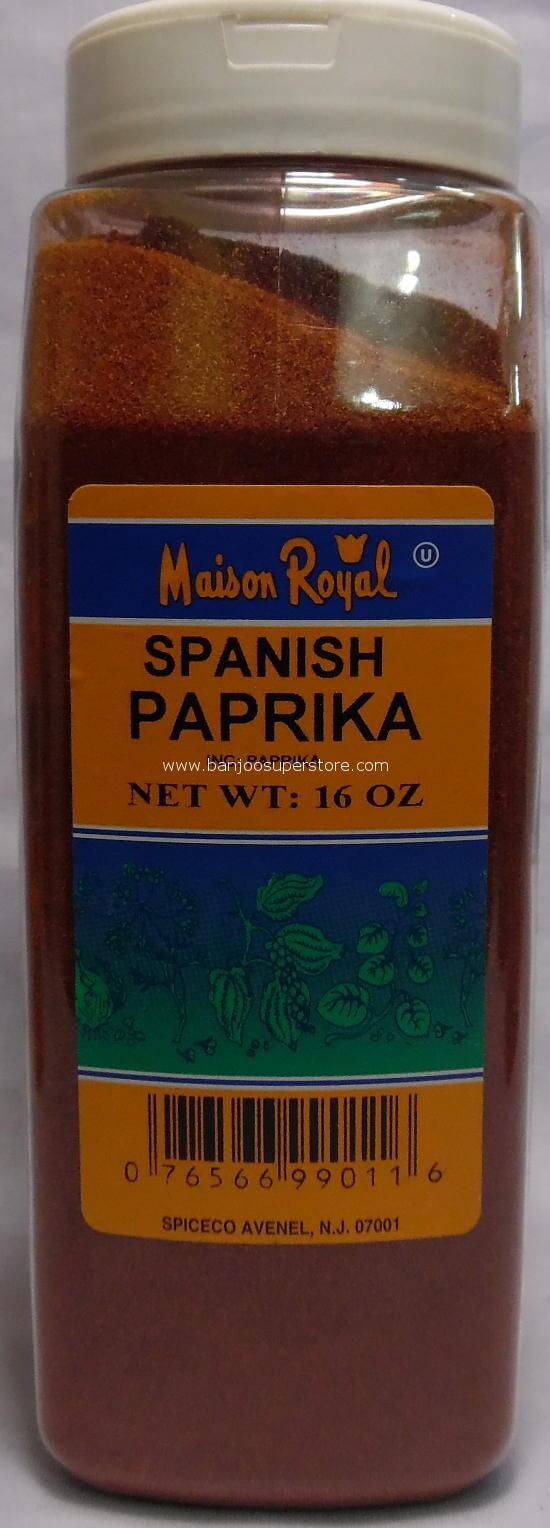 Maison Royal
U
SPANISH
PAPRIKA
ING: PAPRIKA
www.banjoosuperstore.com
NET WT: 16 OZ
0 76566 99011 6
SPICECO AVENEL, N.J. 07001